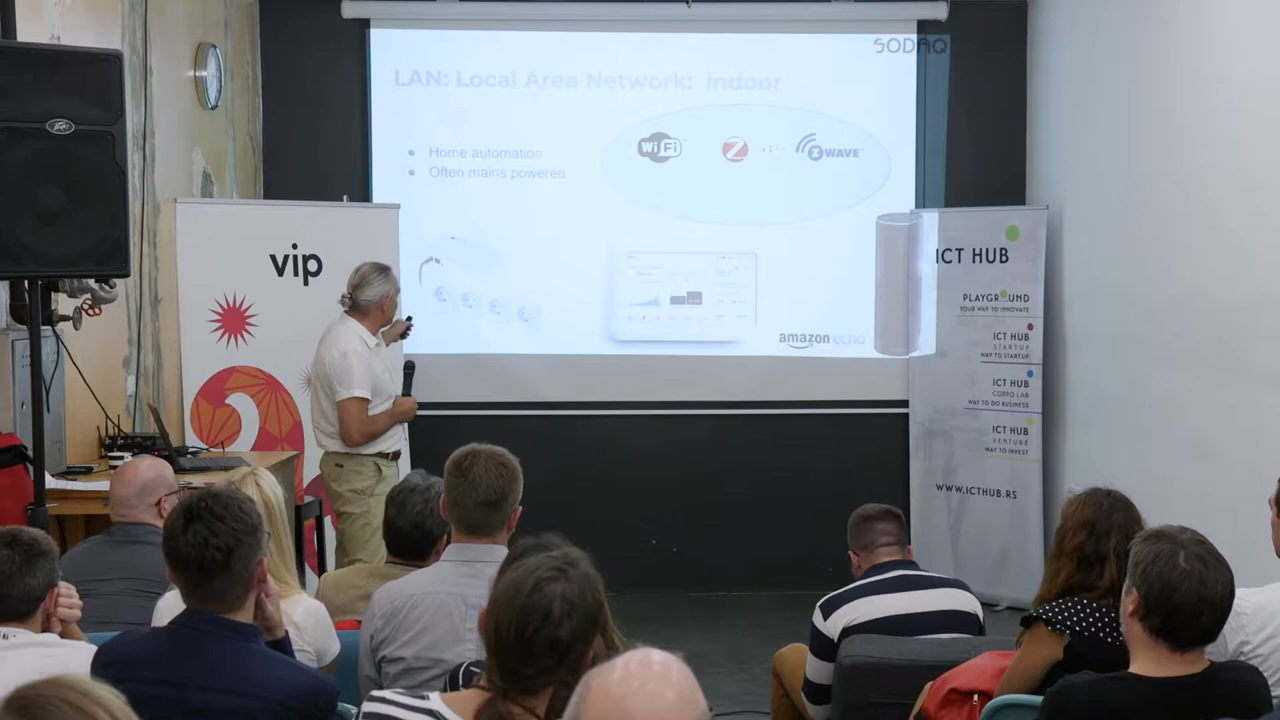 SODAQ
LAN: Local Area Network: indoor
WiFi
Z WAVE
● Home automation
● Often mains powered
amazon echo
PEAVEY
vip
ICT HUB
PLAYGROUND
YOUR WAY TO INNOVATE
ICT HUB
STARTUP
WAY TO STARTUP
ICT HUB
CORPO LAB
WAY TO DO BUSINESS
ICT HUB
VENTURE
WAY TO INVEST
WWW.ICTHUB.RS